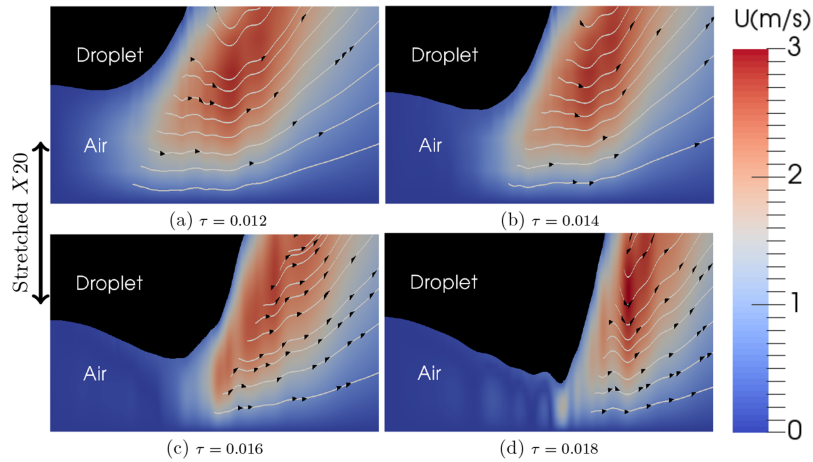 U(m/s)
Droplet
Air
(a) τ = 0.012
Droplet
Air
(b) τ = 0.014
Stretched X20
Droplet
Air
(c) τ = 0.016
Droplet
Air
(d) τ = 0.018
3
2
1
0